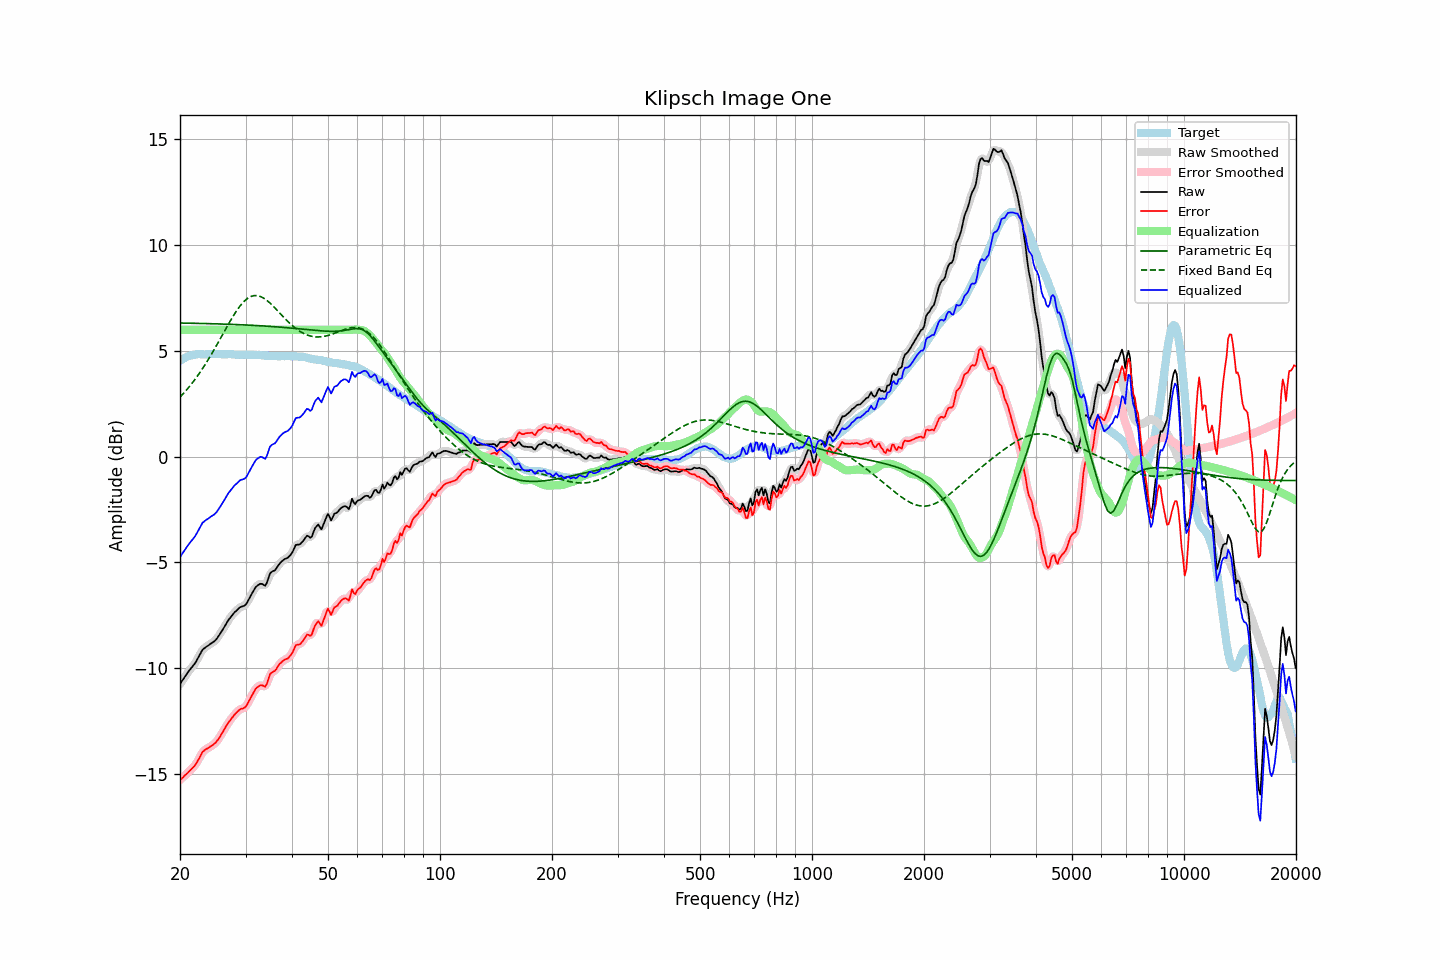 Klipsch Image One
Amplitude (dBr)
15
10
5
0
−5
−10
−15
Target
Raw Smoothed
Error Smoothed
Raw
Error
Equalization
Parametric Eq
Fixed Band Eq
Equalized
20 50 100 200 500 1000 2000 5000 10000 20000
Frequency (Hz)